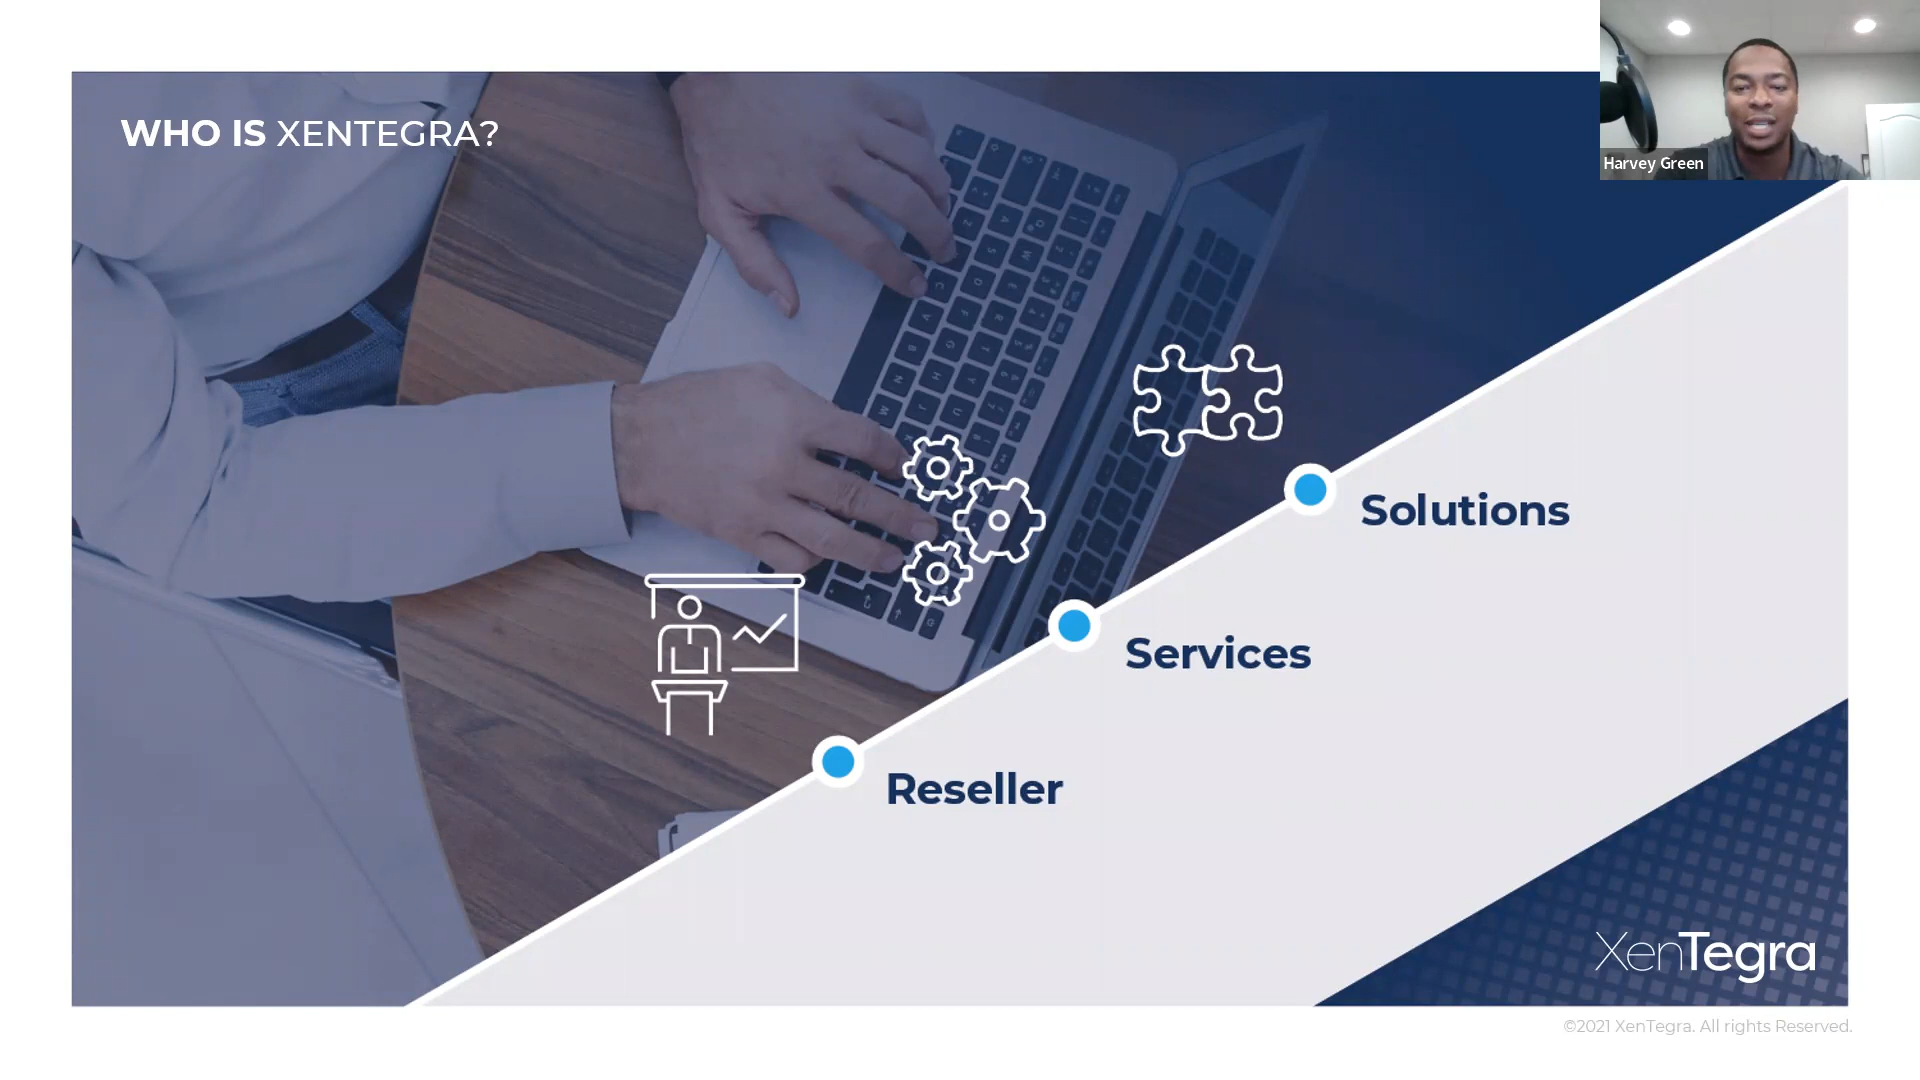 WHO IS XENTEGRA?
Harvey Green
Solutions
Services
Reseller
XenTegra
©2021 XenTegra. All rights Reserved.